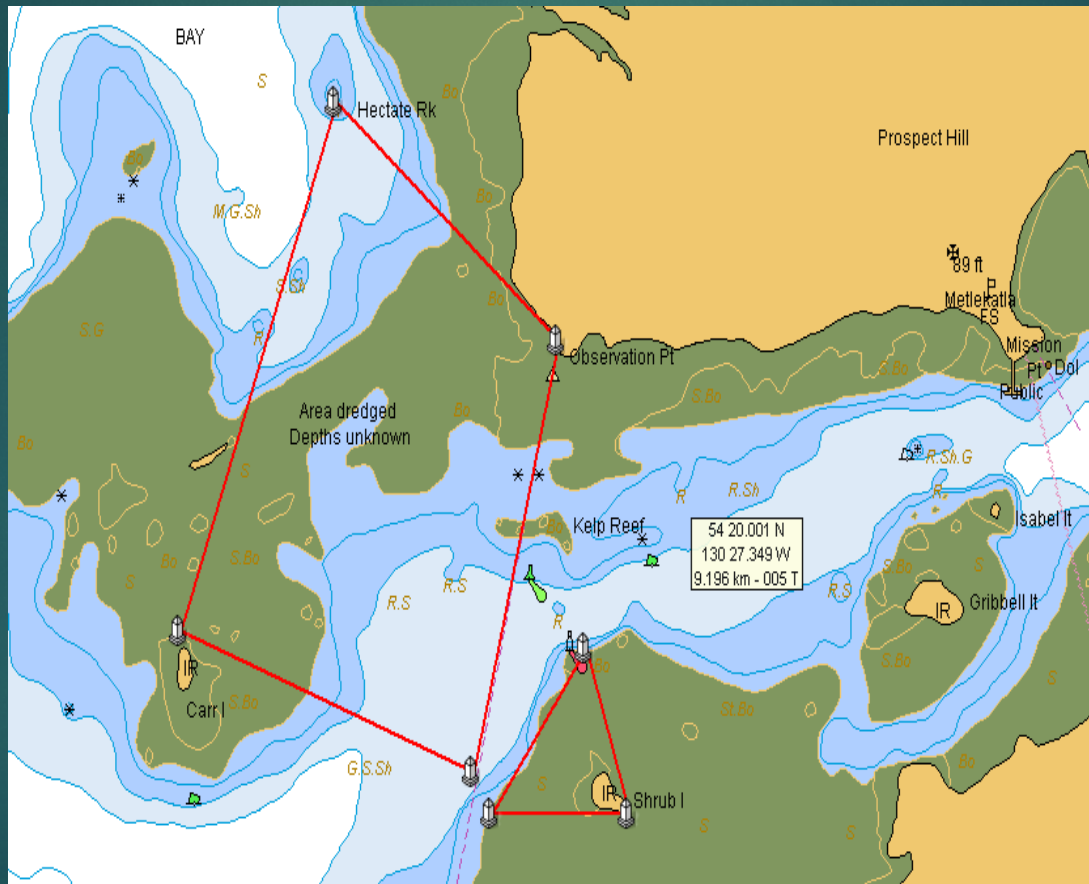 BAY
S
Bo
Hectate Rk
Prospect Hill
Bo
Bo
M.G.Sh
89 ft
S.Sh
P
Metlekatla
FS
Bo
S.G
R
Mission
Observation Pt
Pt Dol
S.Bo
Public
S.Bo
Area dredged
Depths unknown
Bo
Bo
S
R.Sh.G
R.Sh
R
R
Kelp Reef
Bo
54 20.001 N
130 27.349 W
9.196 km - 005 T
Isabel It
S.Bo
Bo
S
S
S.Bo
R.S
R.S
R.S
IR
Gribbell It
R
IR
Bo
S.Bo
S
S.Bo
Carr I
St.Bo
G.S.Sh
Bo
S
IR
Shrub I
S
S